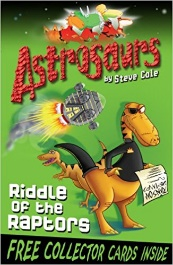 Astrosaurs
by Steve Cole
Riddle
of the
Raptors
FREE COLLECTOR CARDS INSIDE